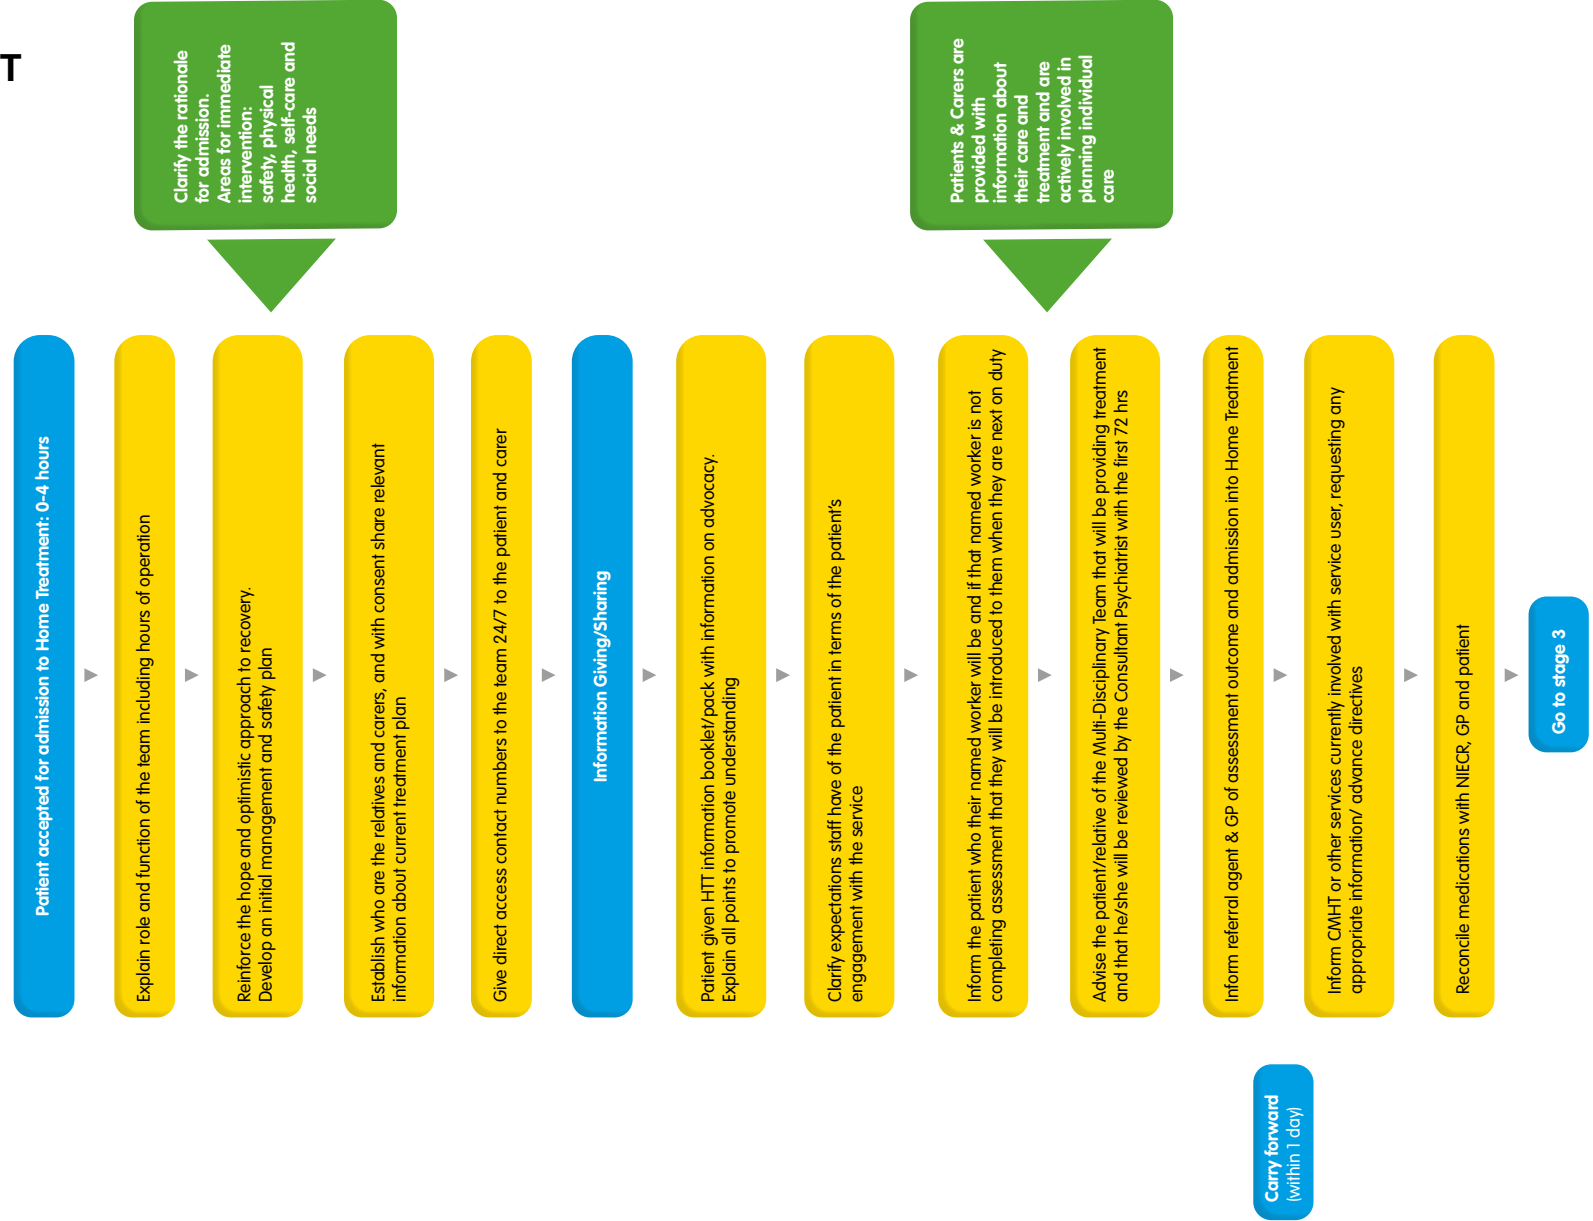 T
Patient accepted for admission to Home Treatment: 0-4 hours
Explain role and function of the team including hours of operation
Reinforce the hope and optimistic approach to recovery.
Develop an initial management and safety plan
Clarify the rationale
for admission.
Areas for immediate
intervention:
safety, physical
health, self-care and
social needs
Establish who are the relatives and carers, and with consent share relevant
information about current treatment plan
Give direct access contact numbers to the team 24/7 to the patient and carer
Information Giving/Sharing
Patient given HTT information booklet/pack with information on advocacy.
Explain all points to promote understanding
Clarify expectations staff have of the patient in terms of the patient's
engagement with the service
Inform the patient who their named worker will be and if that named worker is not
completing assessment that they will be introduced to them when they are next on duty
Patients & Carers are
provided with
information about
their care and
treatment and are
actively involved in
planning individual
care
Advise the patient/relative of the Multi-Disciplinary Team that will be providing treatment
and that he/she will be reviewed by the Consultant Psychiatrist with the first 72 hrs
Inform referral agent & GP of assessment outcome and admission into Home Treatment
Carry forward
(within 1 day)
Inform CMHT or other services currently involved with service user, requesting any
appropriate information/ advance directives
Reconcile medications with NIECR, GP and patient
Go to stage 3